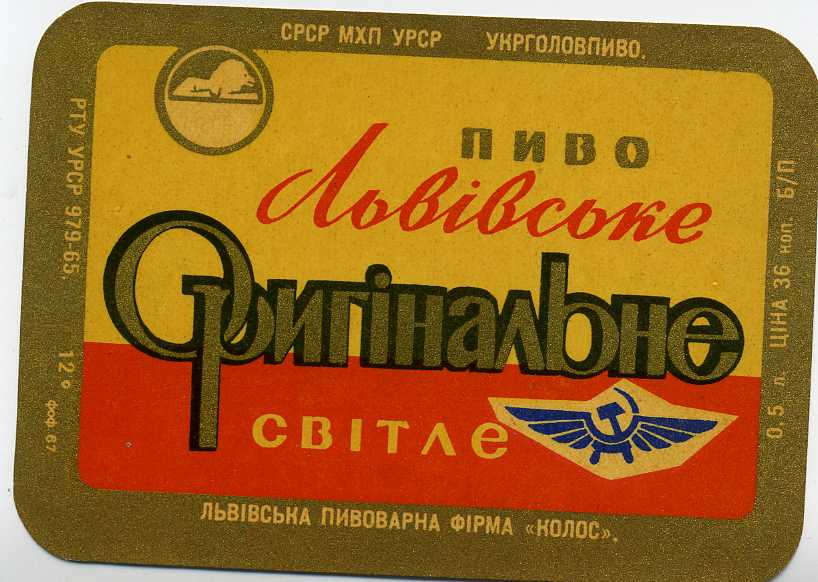 СРСР МХП УРСР УКРГОЛОВПИВО.
ПИВО
Львівське
Оригінальне
СВІТЛЕ
ЛЬВІВСЬКА ПИВОВАРНА ФІРМА «КОЛОС».
РТУ УРСР 979-65. 12° фоф 67
0,5 л. ЦІНА 36 коп. Б/П